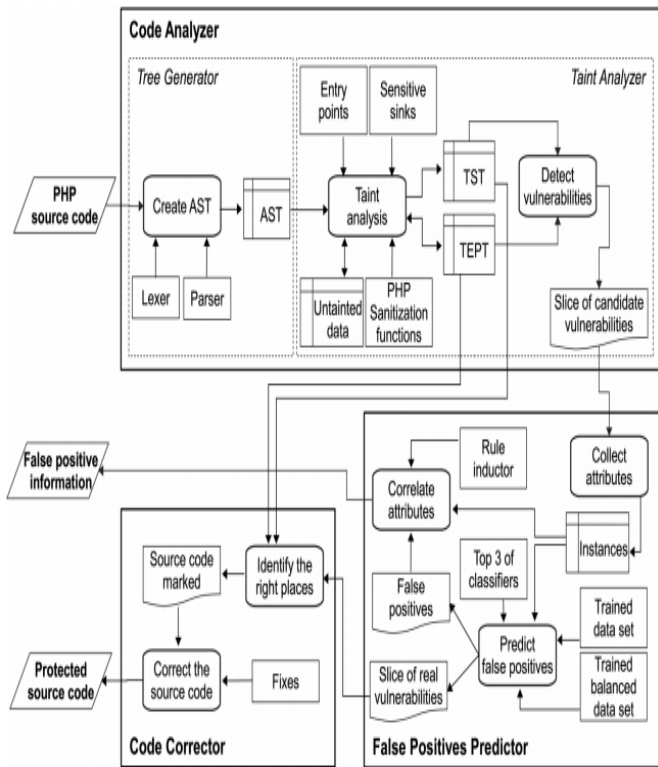 Code Analyzer
Tree Generator
Taint Analyzer
Entry
points
Sensitive
sinks
PHP
source code
Create AST
AST
Taint
analysis
TST
TEPT
Detect
vulnerabilities
Lexer
Parser
Untainted
data
PHP
Sanitization
functions
Slice of candidate
vulnerabilities
False positive
information
Correlate
attributes
Rule
inductor
Collect
attributes
Instances
Source code
marked
Identify the
right places
False
positives
Top 3 of
classifiers
Predict
false positives
Trained
data set
Trained
balanced
data set
Protected
source code
Correct the
source code
Fixes
Slice of real
vulnerabilities
Code Corrector
False Positives Predictor